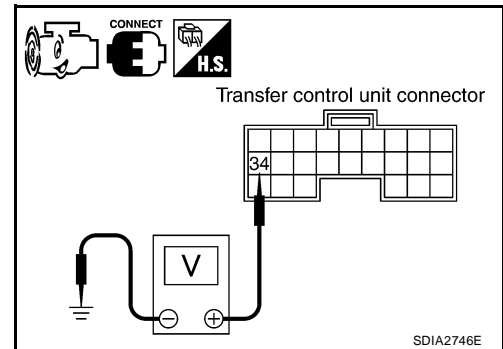 CONNECT
H.S.
Transfer control unit connector
34
V
− +
SDIA2746E